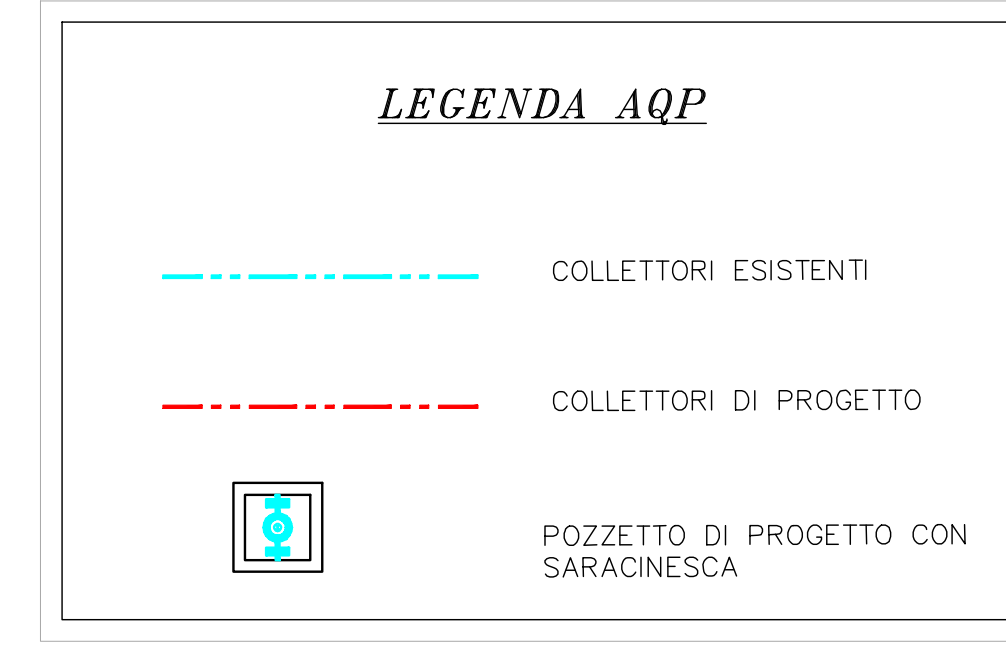 LEGENDA AQP
COLLETTORI ESISTENTI
COLLETTORI DI PROGETTO
POZZETTO DI PROGETTO CON
SARACINESCA